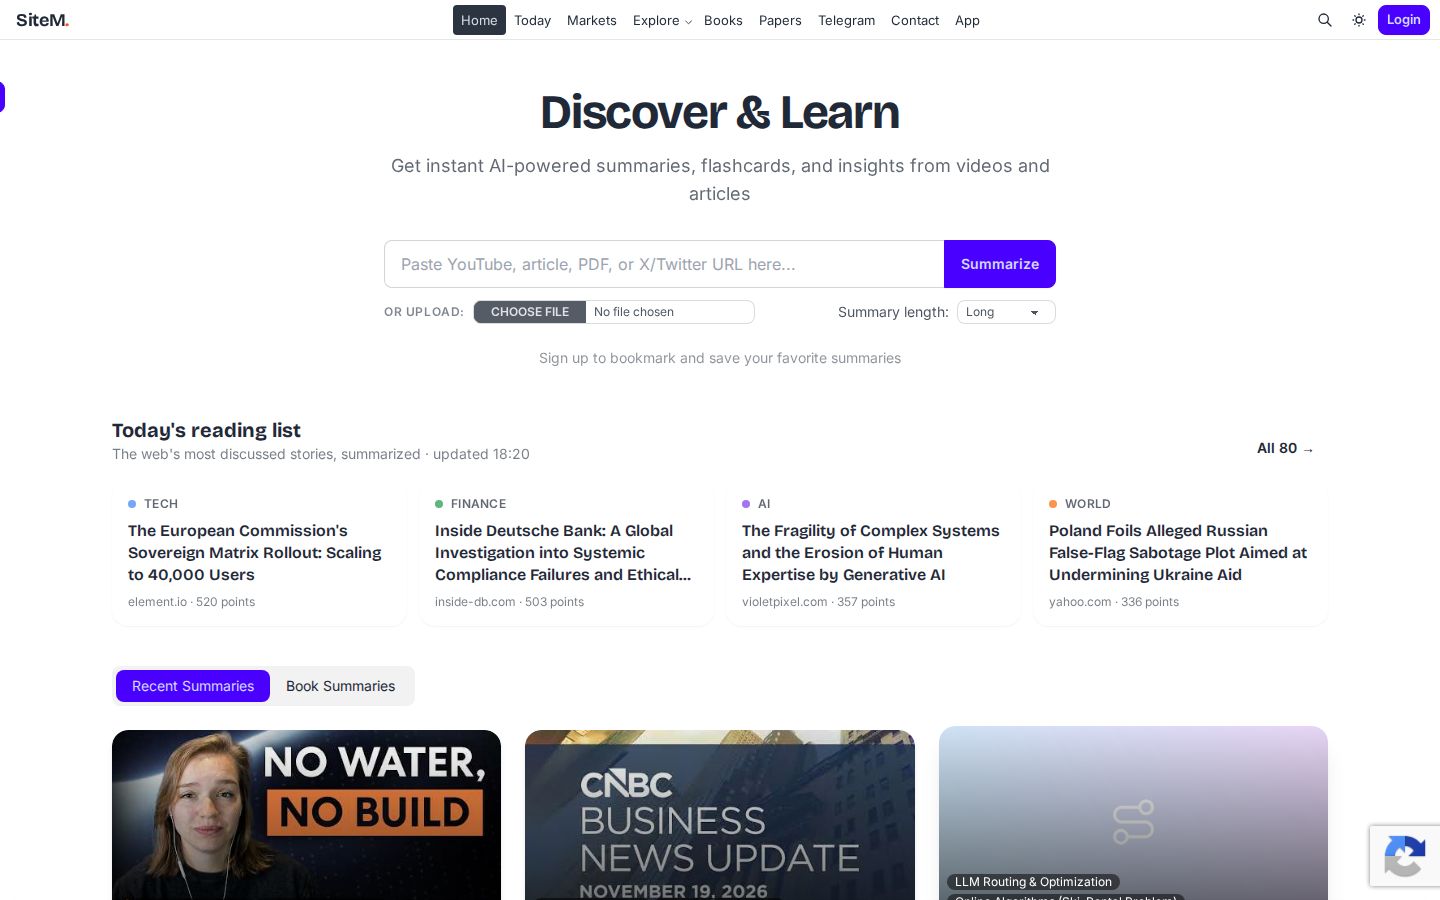 SiteM.
Home Today Markets Explore Books Papers Telegram Contact App
Login
Discover & Learn
Get instant AI-powered summaries, flashcards, and insights from videos and
articles
Paste YouTube, article, PDF, or X/Twitter URL here...
Summarize
OR UPLOAD: CHOOSE FILE No file chosen
Summary length: Long
Sign up to bookmark and save your favorite summaries
Today's reading list
The web's most discussed stories, summarized · updated 18:20
All 80 →
TECH
The European Commission's
Sovereign Matrix Rollout: Scaling
to 40,000 Users
element.io · 520 points
FINANCE
Inside Deutsche Bank: A Global
Investigation into Systemic
Compliance Failures and Ethical...
inside-db.com · 503 points
AI
The Fragility of Complex Systems
and the Erosion of Human
Expertise by Generative AI
violetpixel.com · 357 points
WORLD
Poland Foils Alleged Russian
False-Flag Sabotage Plot Aimed at
Undermining Ukraine Aid
yahoo.com · 336 points
Recent Summaries Book Summaries
NO WATER,
NO BUILD
CNBC
BUSINESS
NEWS UPDATE
NOVEMBER 19, 2026
LLM Routing & Optimization
Online Algorithms (Ski-Rental Problem)